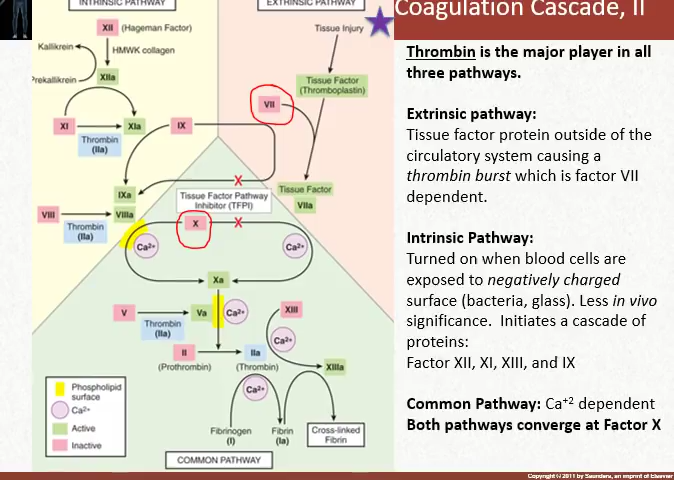 INTRINSIC PATHWAY
EXTRINSIC PATHWAY
Coagulation Cascade, II
XII (Hageman Factor)
Kallikrein
HMWK collagen
Prekallikrein
XIIa
XI
XIa
Thrombin
(IIa)
IX
Tissue Injury
Tissue Factor
(Thromboplastin)
VII
X
IXa
Tissue Factor Pathway
Inhibitor (TFPI)
Tissue Factor
VIIa
VIII
VIIIa
Thrombin
(IIa)
X
X
Ca2+
Ca2+
Xa
V
Va
Ca2+
XIII
Thrombin
(IIa)
Ca2+
II
(Prothrombin)
IIa
(Thrombin)
XIIIa
Ca2+
Fibrinogen
(I)
Fibrin
(Ia)
Cross-linked
Fibrin
Phospholipid
surface
Ca2+
Active
Inactive
COMMON PATHWAY
Thrombin is the major player in all
three pathways.
Extrinsic pathway:
Tissue factor protein outside of the
circulatory system causing a
thrombin burst which is factor VII
dependent.
Intrinsic Pathway:
Turned on when blood cells are
exposed to negatively charged
surface (bacteria, glass). Less in vivo
significance. Initiates a cascade of
proteins:
Factor XII, XI, XIII, and IX
Common Pathway: Ca+2 dependent
Both pathways converge at Factor X
Copyright © 2011 by Saunders, an imprint of Elsevier